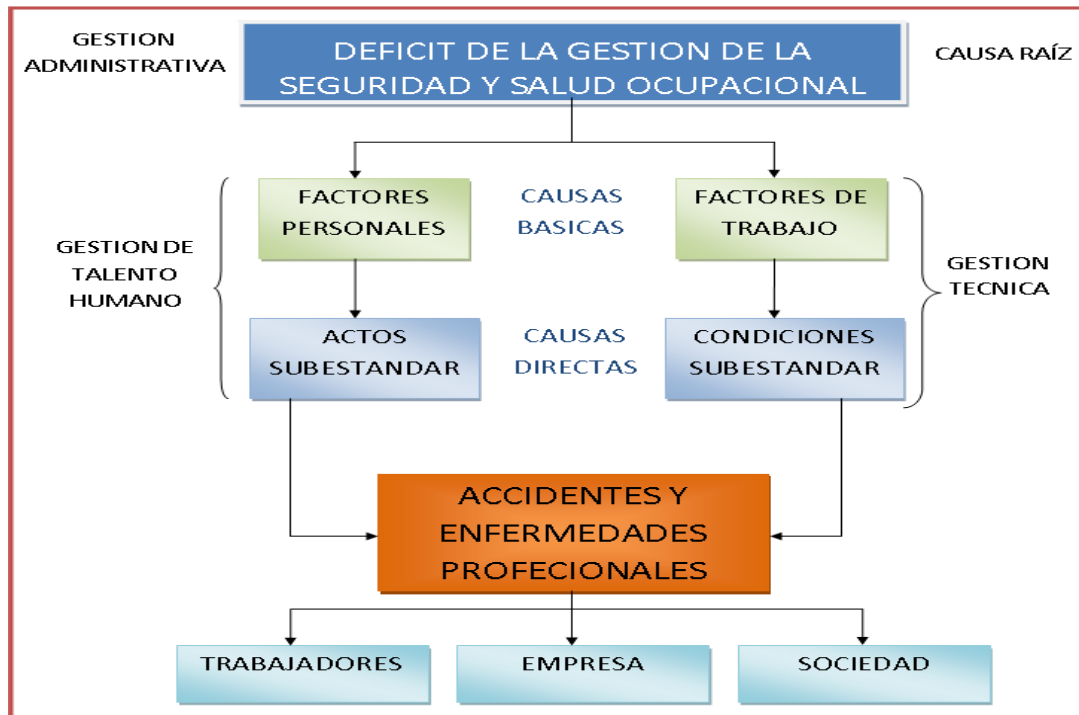 GESTION
ADMINISTRATIVA
DEFICIT DE LA GESTION DE LA
SEGURIDAD Y SALUD OCUPACIONAL
CAUSA RAÍZ
FACTORES
PERSONALES
CAUSAS
BASICAS
FACTORES DE
TRABAJO
GESTION DE
TALENTO
HUMANO
GESTION
TECNICA
ACTOS
SUBESTANDAR
CAUSAS
DIRECTAS
CONDICIONES
SUBESTANDAR
ACCIDENTES Y
ENFERMEDADES
PROFECIONALES
TRABAJADORES
EMPRESA
SOCIEDAD